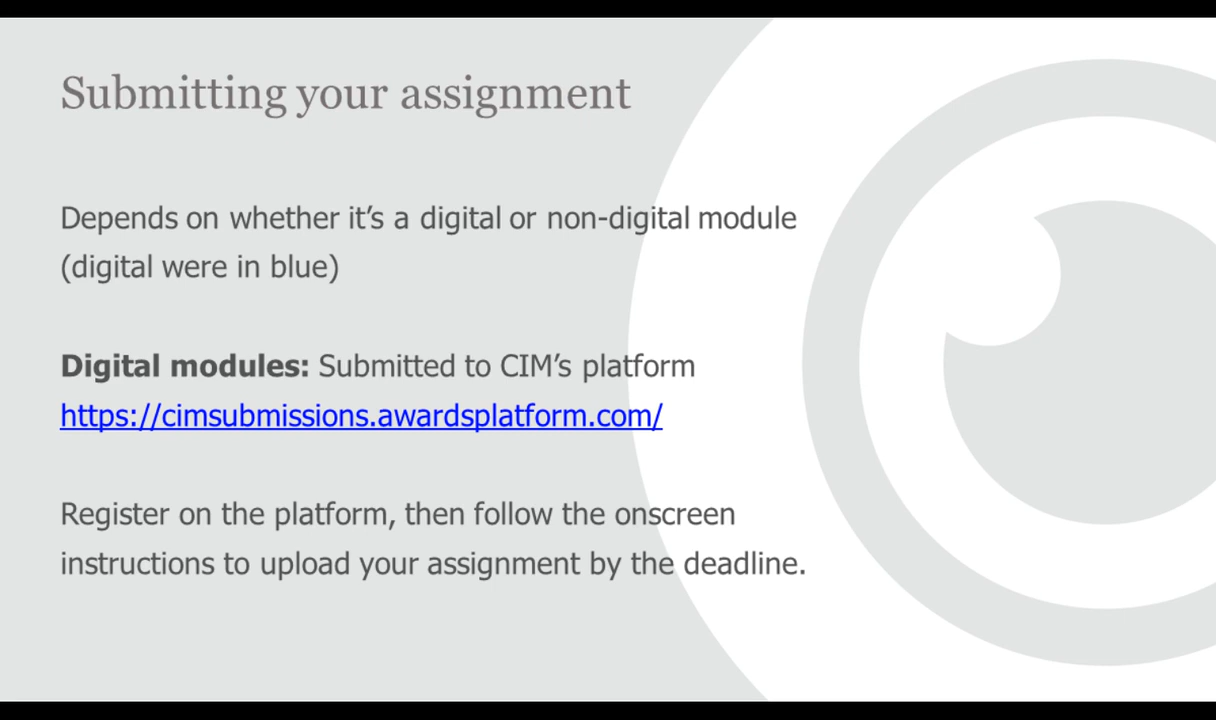 Submitting your assignment
Depends on whether it’s a digital or non-digital module
(digital were in blue)
Digital modules: Submitted to CIM’s platform
https://cimsubmissions.awardsplatform.com/
Register on the platform, then follow the onscreen
instructions to upload your assignment by the deadline.